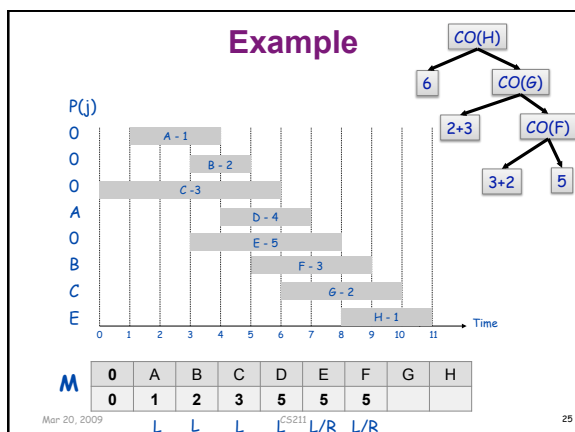 Example
CO(H)
6
CO(G)
2+3
CO(F)
3+2
5
P(j)
0
A - 1
0
B - 2
0
C -3
A
D - 4
0
E - 5
B
F - 3
C
G - 2
E
H - 1
Time
0 1 2 3 4 5 6 7 8 9 10 11
M
0 A B C D E F G H
0 1 2 3 5 5 5
L L L L L/R L/R
Mar 20, 2009
CS211
25